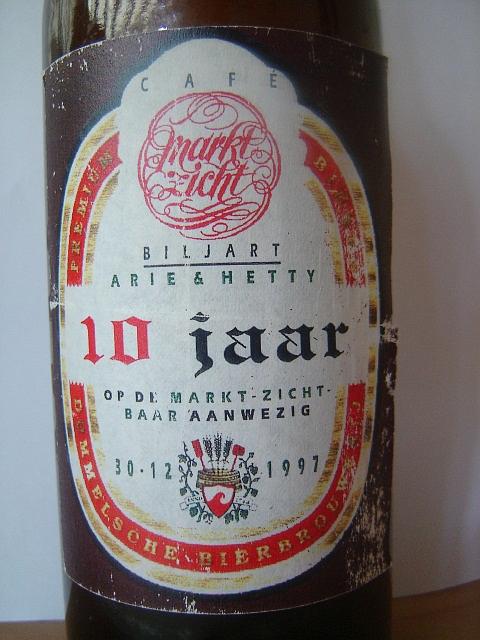 CAFÉ
markt
zicht
BILJART
ARIE & HETTY
10 jaar
OP DE MARKT-ZICHT-
BAAR AANWEZIG
30·12 1997
PREMIUM
DOMMELSCHE BIERBROUWERIJ